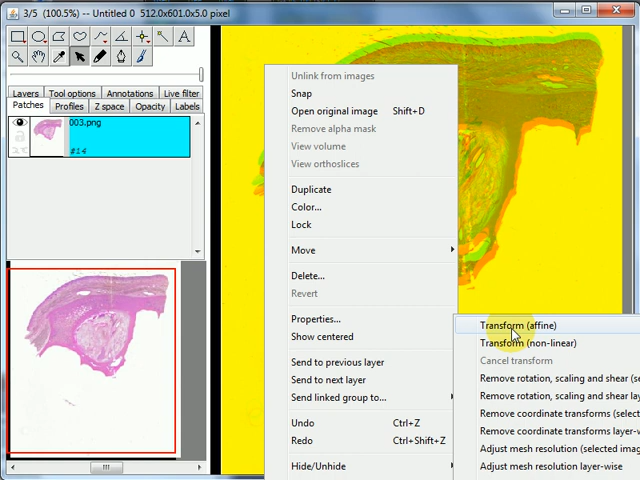 3/5 (100.5%) -- Untitled 0 512.0x601.0x5.0 pixel
A
Layers Tool options Annotations Live filter
Patches Profiles Z space Opacity Labels
003.png
#14
Unlink from images
Snap
Open original image Shift+D
Remove alpha mask
View volume
View orthoslices
Duplicate
Color...
Lock
Move
Delete...
Revert
Properties...
Show centered
Send to previous layer
Send to next layer
Send linked group to...
Undo Ctrl+Z
Redo Ctrl+Shift+Z
Hide/Unhide
Transform (affine)
Transform (non-linear)
Cancel transform
Remove rotation, scaling and shear (se
Remove rotation, scaling and shear lay
Remove coordinate transforms (select
Remove coordinate transforms layer-w
Adjust mesh resolution (selected imag
Adjust mesh resolution layer-wise